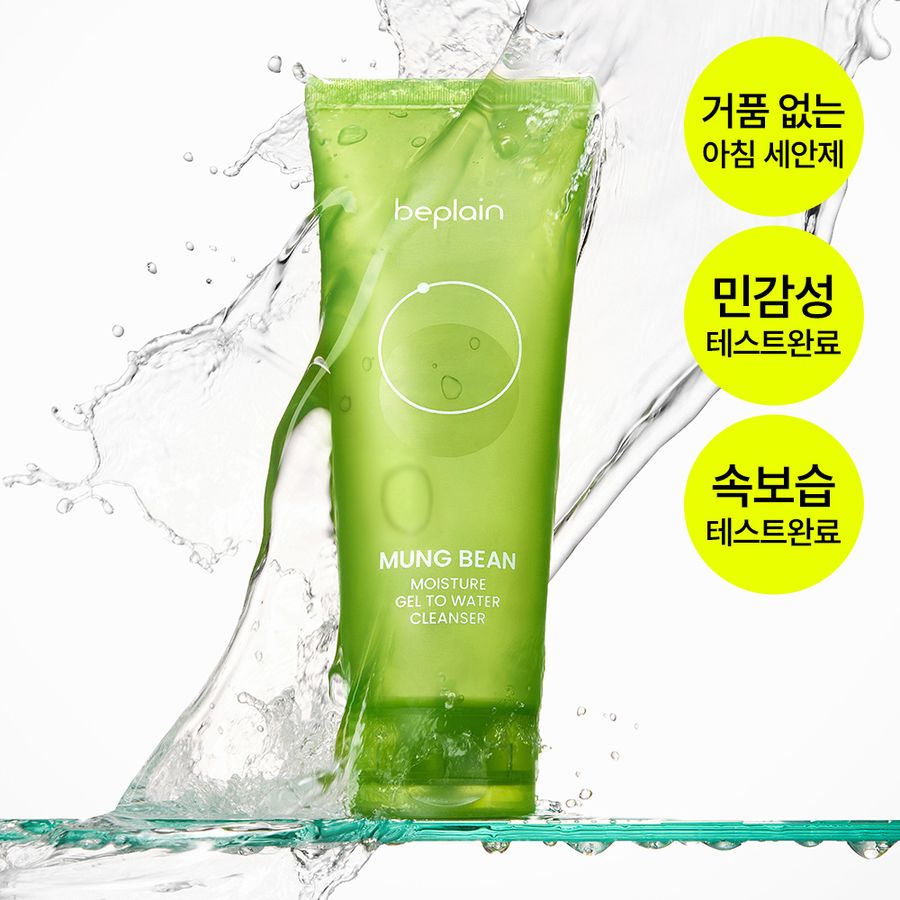 beplain
MUNG BEAN
MOISTURE
GEL TO WATER
CLEANSER
거품 없는
아침 세안제
민감성
테스트완료
속보습
테스트완료